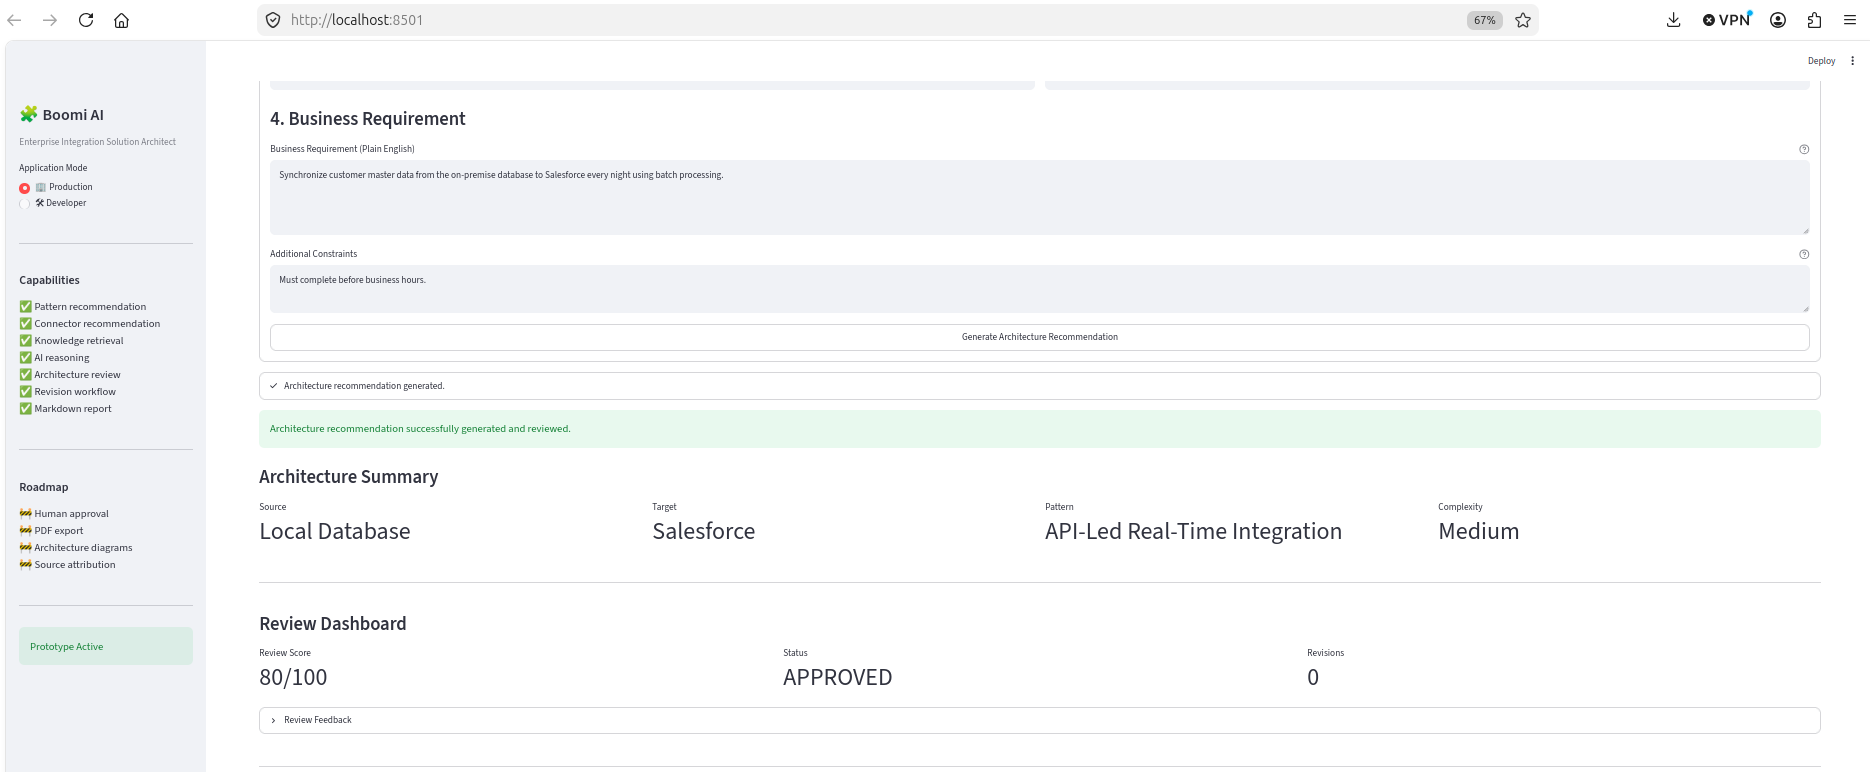 http://localhost:8501
67%
VPN
Deploy
Boomi AI
Enterprise Integration Solution Architect
Application Mode
Production
Developer
Capabilities
Pattern recommendation
Connector recommendation
Knowledge retrieval
AI reasoning
Architecture review
Revision workflow
Markdown report
Roadmap
Human approval
PDF export
Architecture diagrams
Source attribution
Prototype Active
4. Business Requirement
Business Requirement (Plain English)
Synchronize customer master data from the on-premise database to Salesforce every night using batch processing.
Additional Constraints
Must complete before business hours.
Generate Architecture Recommendation
Architecture recommendation generated.
Architecture recommendation successfully generated and reviewed.
Architecture Summary
Source Target Pattern Complexity
Local Database Salesforce API-Led Real-Time Integration Medium
Review Dashboard
Review Score Status Revisions
80/100 APPROVED 0
Review Feedback